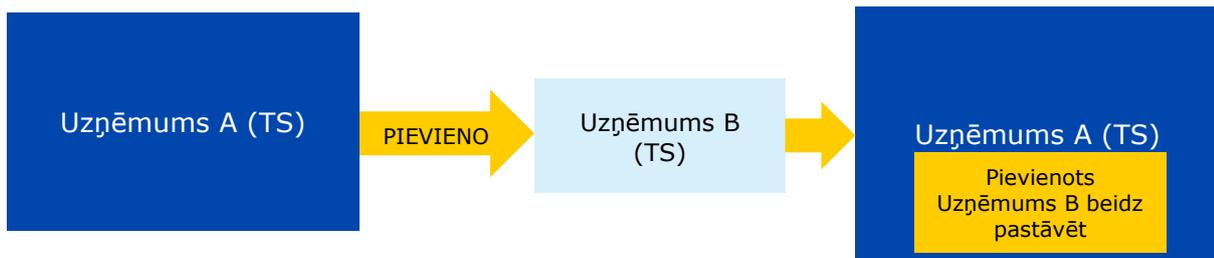 Uzņēmums A (TS)
PIEVIENO
Uzņēmums B
(TS)
Uzņēmums A (TS)
Pievienots
Uzņēmums B beidz
pastāvēt